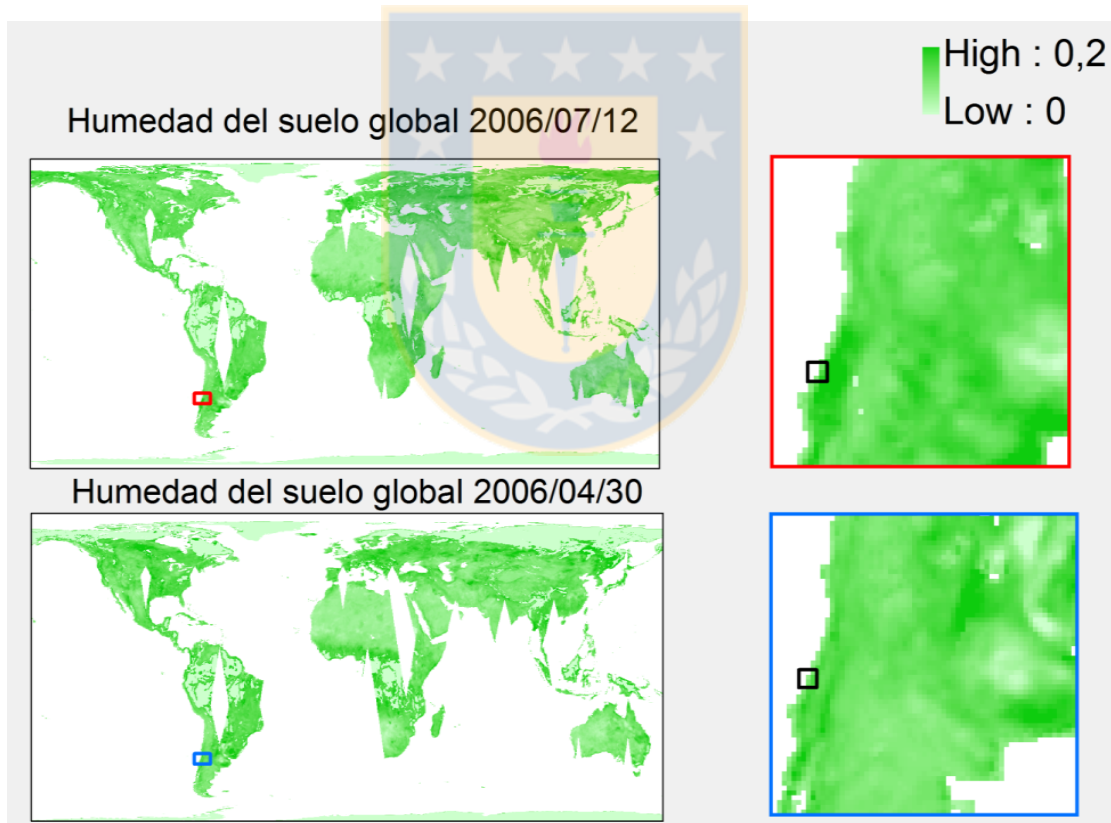 High : 0,2
Low : 0
Humedad del suelo global 2006/07/12
Humedad del suelo global 2006/04/30